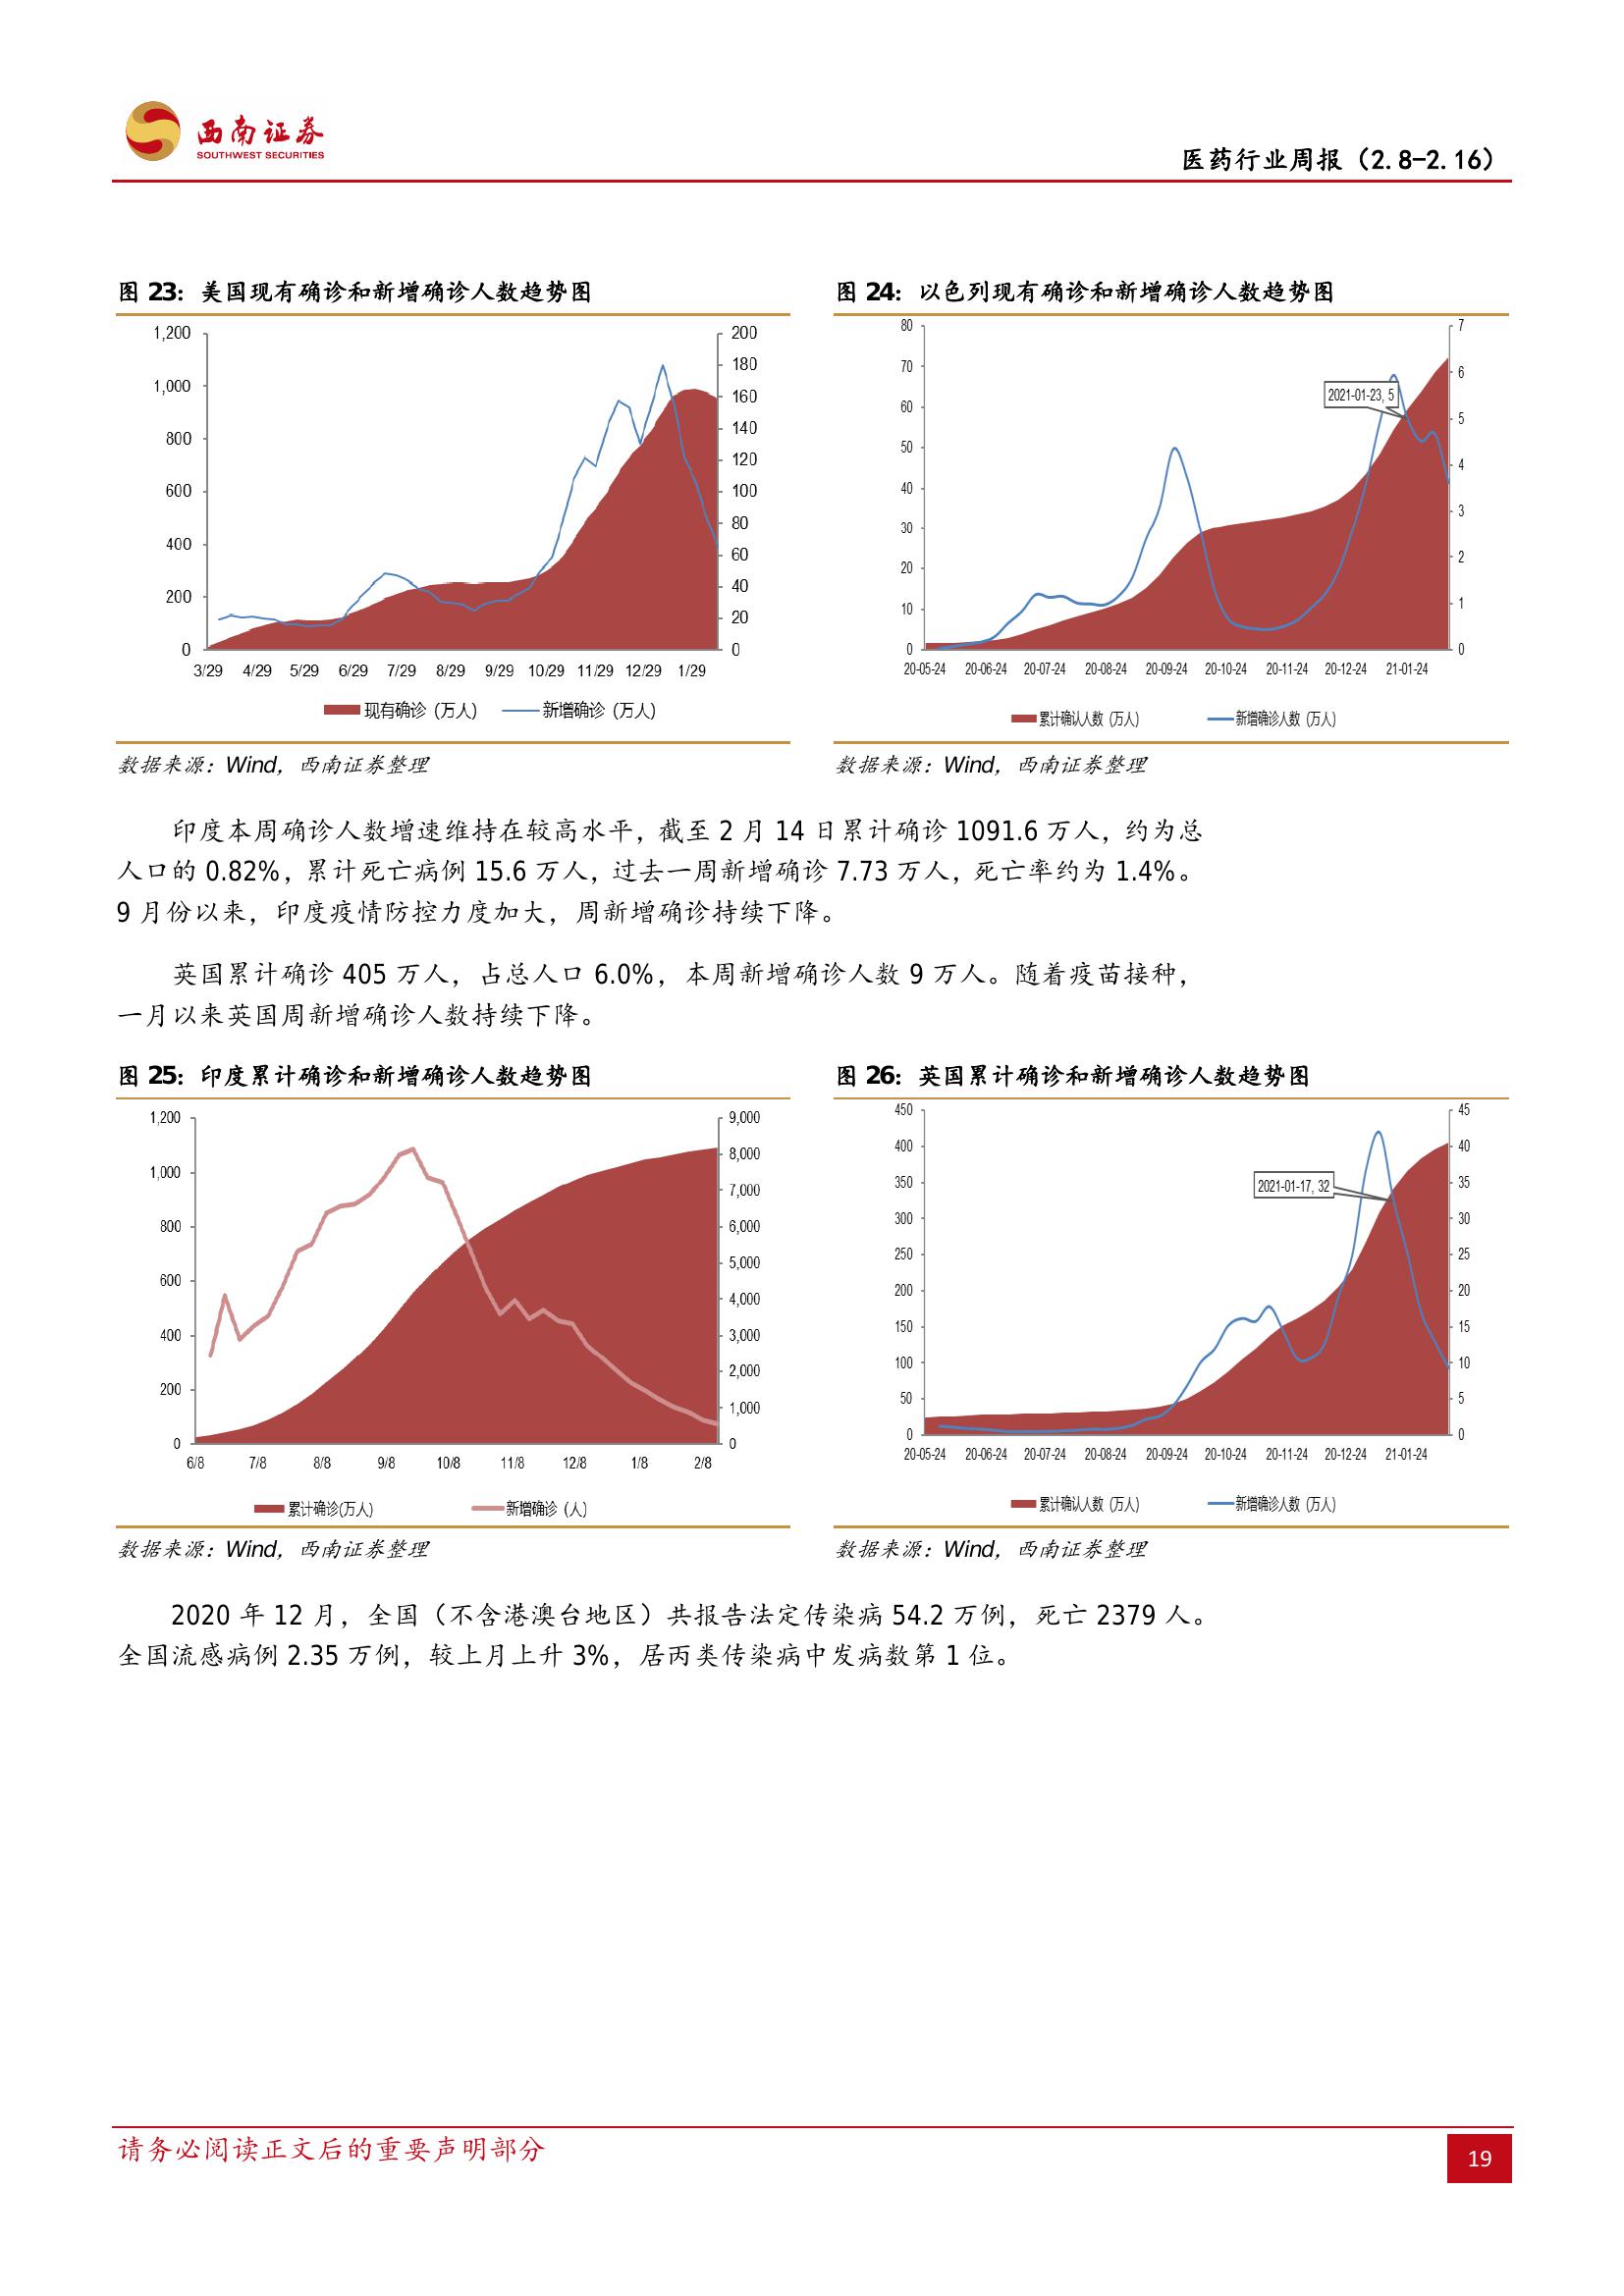 西南证券
SOUTHWEST SECURITIES
医药行业周报（2.8-2.16）
图 23：美国现有确诊和新增确诊人数趋势图
1,200
1,000
800
600
400
200
0
200
180
160
140
120
100
80
60
40
20
0
3/29 4/29 5/29 6/29 7/29 8/29 9/29 10/29 11/29 12/29 1/29
现有确诊（万人） 新增确诊（万人）
数据来源：Wind，西南证券整理
图 24：以色列现有确诊和新增确诊人数趋势图
80
70
60
50
40
30
20
10
0
7
6
5
4
3
2
1
0
2021-01-23, 5
20-05-24 20-06-24 20-07-24 20-08-24 20-09-24 20-10-24 20-11-24 20-12-24 21-01-24
累计确认人数（万人） 新增确诊人数（万人）
数据来源：Wind，西南证券整理
印度本周确诊人数增速维持在较高水平，截至 2 月 14 日累计确诊 1091.6 万人，约为总
人口的 0.82%，累计死亡病例 15.6 万人，过去一周新增确诊 7.73 万人，死亡率约为 1.4%。
9 月份以来，印度疫情防控力度加大，周新增确诊持续下降。
英国累计确诊 405 万人，占总人口 6.0%，本周新增确诊人数 9 万人。随着疫苗接种，
一月以来英国周新增确诊人数持续下降。
图 25：印度累计确诊和新增确诊人数趋势图
1,200
1,000
800
600
400
200
0
9,000
8,000
7,000
6,000
5,000
4,000
3,000
2,000
1,000
0
6/8 7/8 8/8 9/8 10/8 11/8 12/8 1/8 2/8
累计确诊(万人) 新增确诊（人）
数据来源：Wind，西南证券整理
图 26：英国累计确诊和新增确诊人数趋势图
450
400
350
300
250
200
150
100
50
0
45
40
35
30
25
20
15
10
5
0
2021-01-17, 32
20-05-24 20-06-24 20-07-24 20-08-24 20-09-24 20-10-24 20-11-24 20-12-24 21-01-24
累计确认人数（万人） 新增确诊人数（万人）
数据来源：Wind，西南证券整理
2020 年 12 月，全国（不含港澳台地区）共报告法定传染病 54.2 万例，死亡 2379 人。
全国流感病例 2.35 万例，较上月上升 3%，居丙类传染病中发病数第 1 位。
请务必阅读正文后的重要声明部分
19